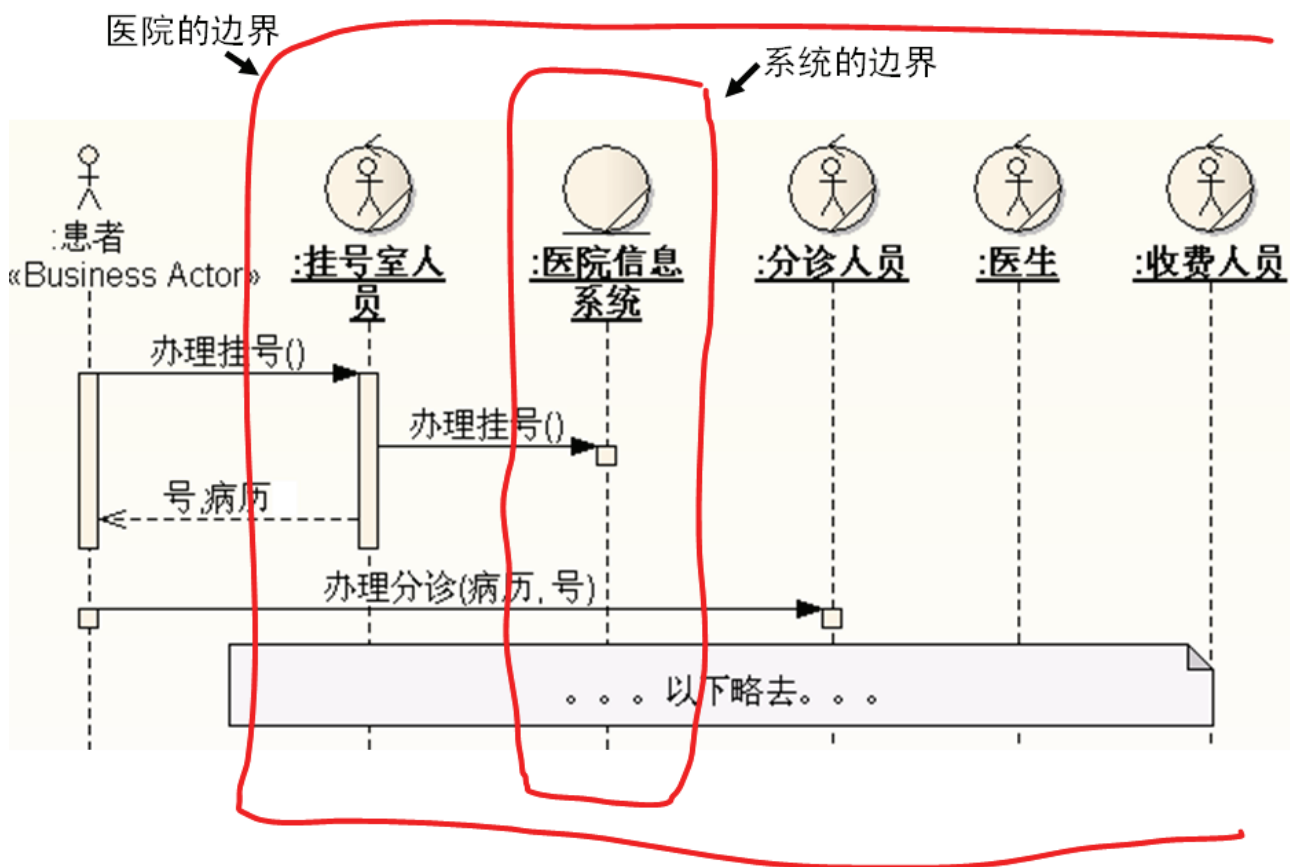 医院的边界
系统的边界
:患者
«Business Actor»
:挂号室人
员
:医院信息
系统
:分诊人员
:医生
:收费人员
办理挂号()
办理挂号()
号,病历
办理分诊(病历, 号)
。。。以下略去。。。